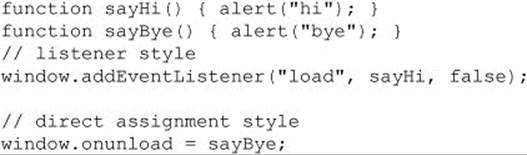 function sayHi() { alert("hi"); }
function sayBye() { alert("bye"); }
// listener style
window.addEventListener("load", sayHi, false);
// direct assignment style
window.onunload = sayBye;